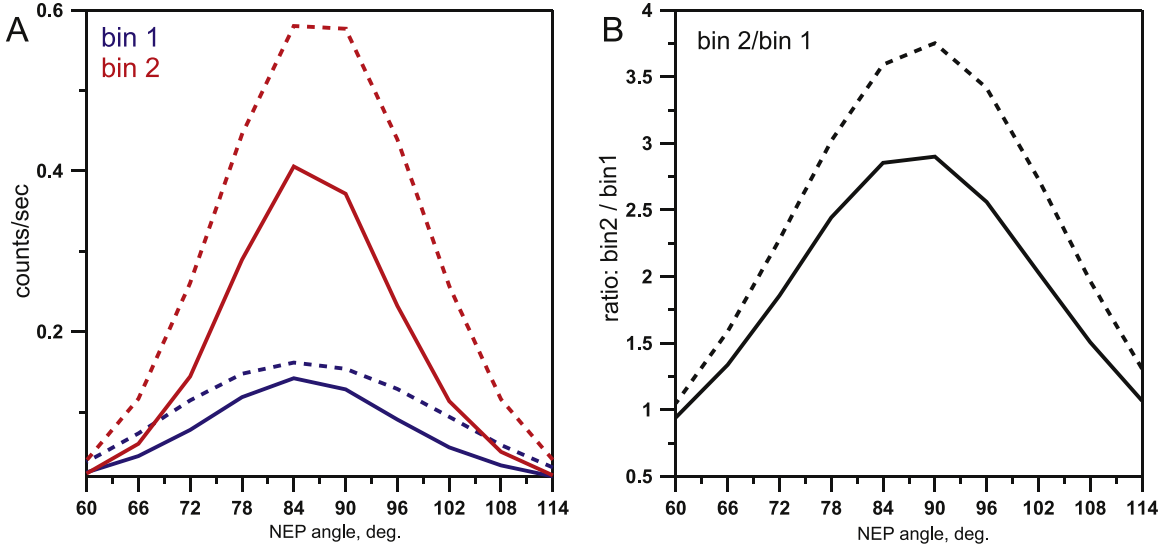 A
bin 1
bin 2
counts/sec
0.6
0.4
0.2
60 66 72 78 84 90 96 102 108 114
NEP angle, deg.
B
bin 2/bin 1
ratio: bin2 / bin1
4
3.5
3
2.5
2
1.5
1
0.5
60 66 72 78 84 90 96 102 108 114
NEP angle, deg.